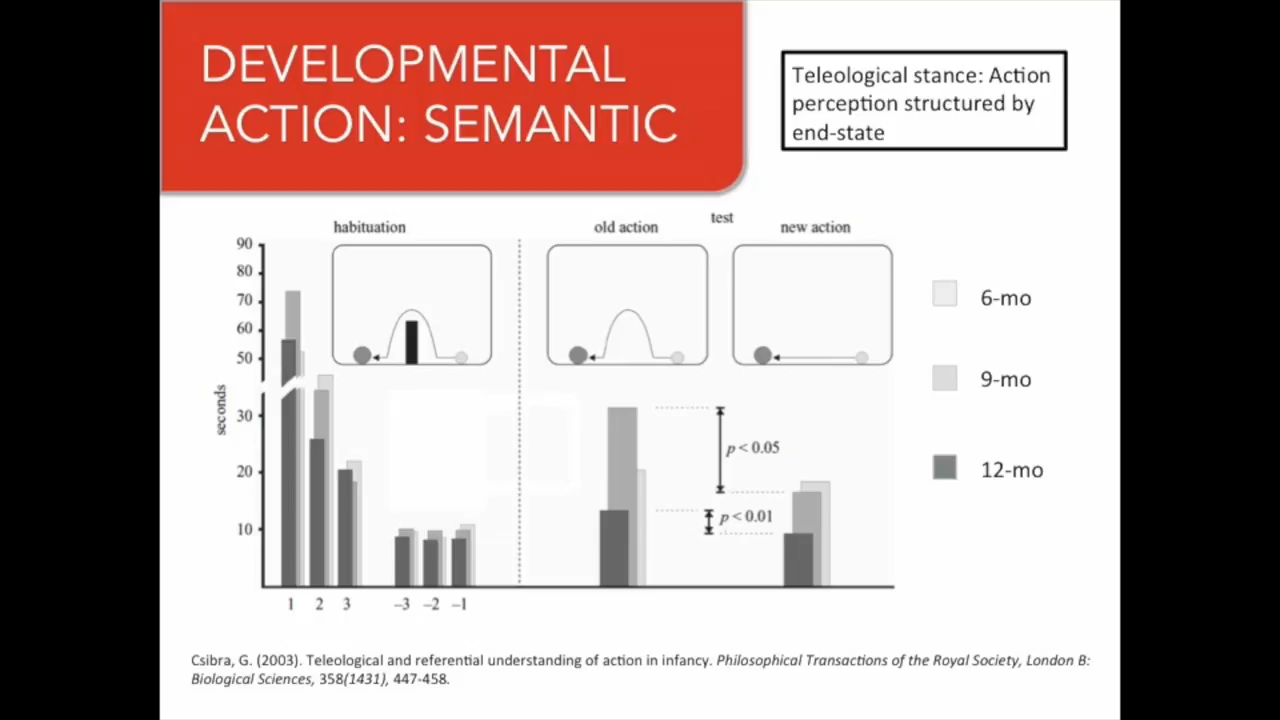 DEVELOPMENTAL
ACTION: SEMANTIC
Teleological stance: Action
perception structured by
end-state
habituation
test
old action
new action
90
80
70
60
50
30
20
10
seconds
p < 0.05
p < 0.01
1 2 3 –3 –2 –1
6-mo
9-mo
12-mo
Csibra, G. (2003). Teleological and referential understanding of action in infancy. Philosophical Transactions of the Royal Society, London B:
Biological Sciences, 358(1431), 447-458.